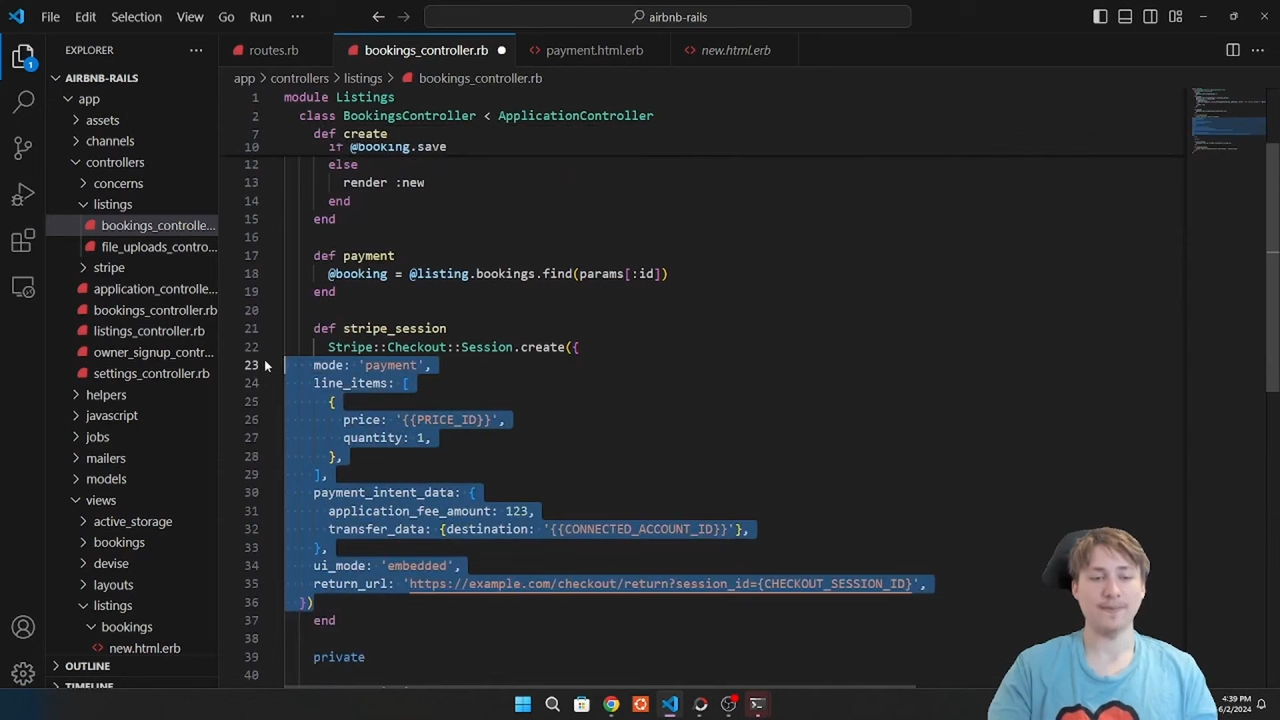 File Edit Selection View Go Run ··· airbnb-rails
EXPLORER ···
routes.rb bookings_controller.rb payment.html.erb new.html.erb
AIRBNB-RAILS
app > controllers > listings > bookings_controller.rb
1
app
assets
channels
controllers
concerns
listings
bookings_controlle...
file_uploads_contro...
stripe
application_controlle...
bookings_controller.rb
listings_controller.rb
owner_signup_contr...
settings_controller.rb
helpers
javascript
jobs
mailers
models
views
active_storage
bookings
devise
layouts
listings
bookings
new.html.erb
OUTLINE
TIMELINE
1 module Listings
2 class BookingsController < ApplicationController
7 def create
10 if @booking.save
12 else
13 render :new
14 end
15 end
16
17 def payment
18 @booking = @listing.bookings.find(params[:id])
19 end
20
21 def stripe_session
22 Stripe::Checkout::Session.create({
23 mode: 'payment',
24 line_items: [
25 {
26 price: '{{PRICE_ID}}',
27 quantity: 1,
28 },
29 ],
30 payment_intent_data: {
31 application_fee_amount: 123,
32 transfer_data: {destination: '{{CONNECTED_ACCOUNT_ID}}'},
33 },
34 ui_mode: 'embedded',
35 return_url: 'https://example.com/checkout/return?session_id={CHECKOUT_SESSION_ID}',
36 })
37 end
38
39 private
40
4:39 PM
6/2/2024